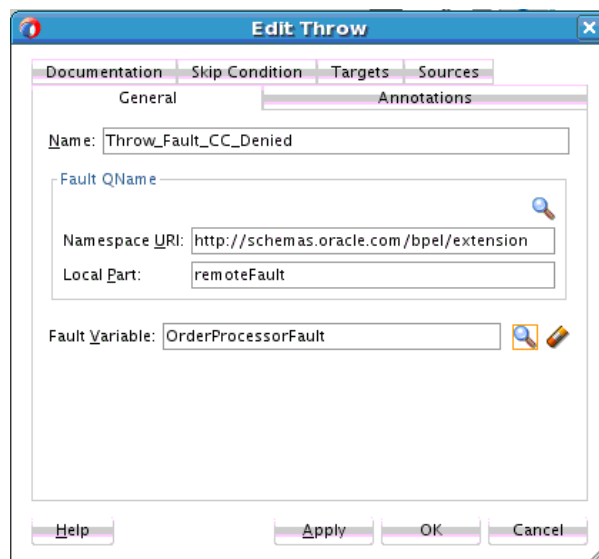 Edit Throw
Documentation Skip Condition Targets Sources
General Annotations
Name: Throw_Fault_CC_Denied
Fault QName
Namespace URI: http://schemas.oracle.com/bpel/extension
Local Part: remoteFault
Fault Variable: OrderProcessorFault
Help Apply OK Cancel